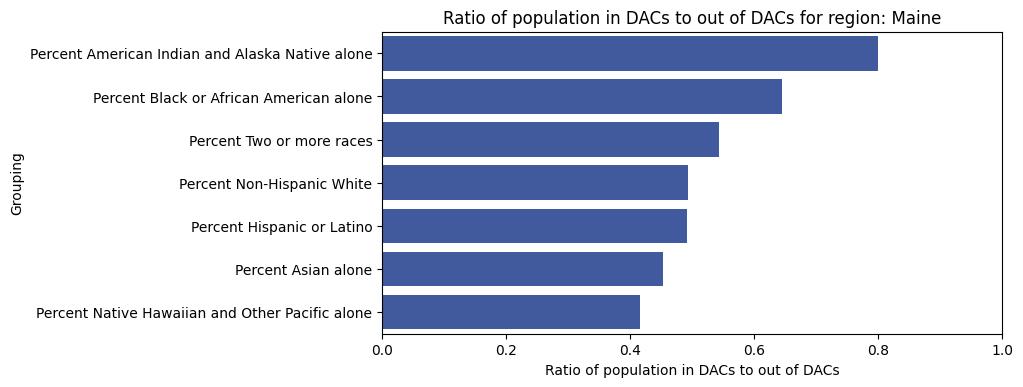 Ratio of population in DACs to out of DACs for region: Maine
Grouping
Percent American Indian and Alaska Native alone
Percent Black or African American alone
Percent Two or more races
Percent Non-Hispanic White
Percent Hispanic or Latino
Percent Asian alone
Percent Native Hawaiian and Other Pacific alone
0.0 0.2 0.4 0.6 0.8 1.0
Ratio of population in DACs to out of DACs